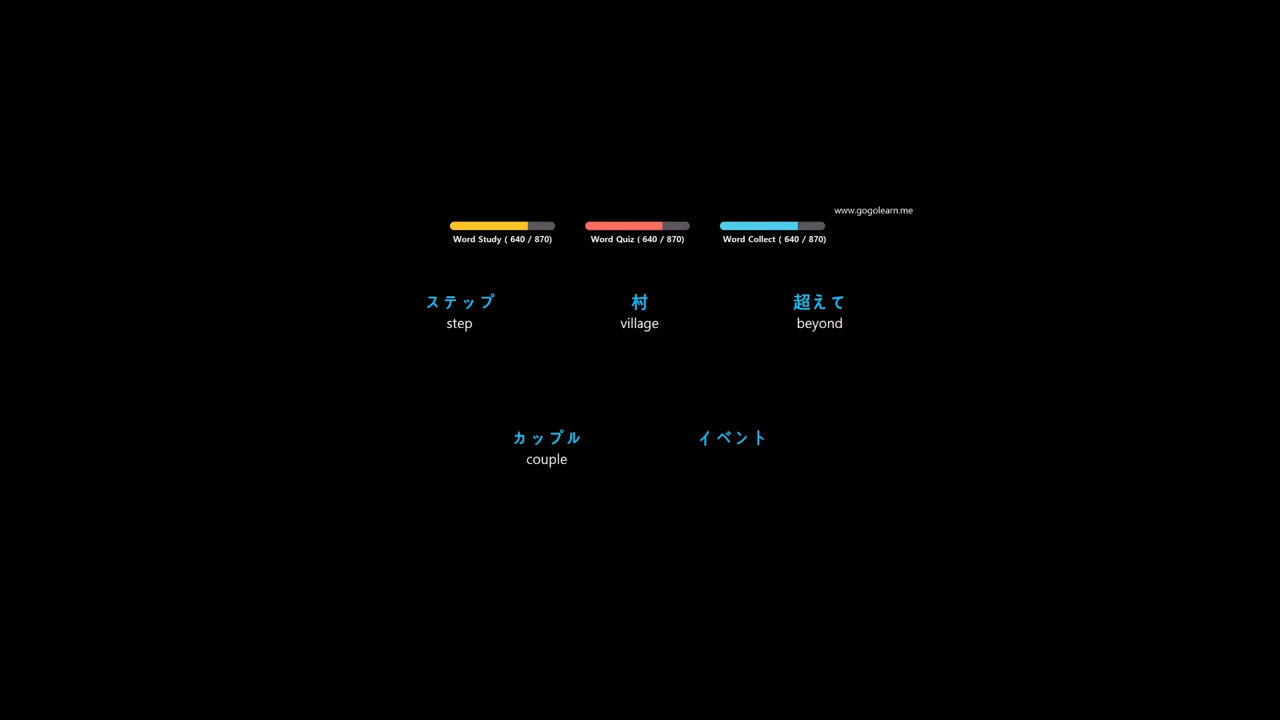 www.gogolearn.me
Word Study ( 640 / 870)
Word Quiz ( 640 / 870)
Word Collect ( 640 / 870)
ステップ
step
村
village
超えて
beyond
カップル
couple
イベント